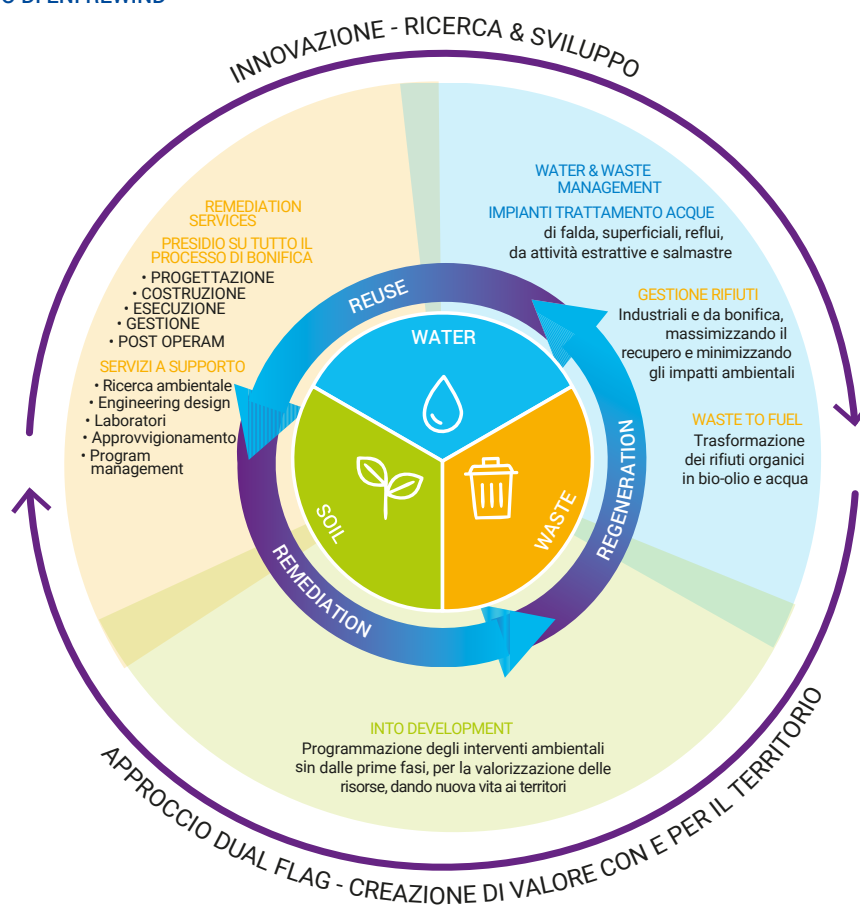 O DI ENI REWIND
INNOVAZIONE - RICERCA & SVILUPPO
REMEDIATION
SERVICES
PRESIDIO SU TUTTO IL
PROCESSO DI BONIFICA
• PROGETTAZIONE
• COSTRUZIONE
• ESECUZIONE
• GESTIONE
• POST OPERAM
SERVIZI A SUPPORTO
• Ricerca ambientale
• Engineering design
• Laboratori
• Approvvigionamento
• Program
management
WATER & WASTE
MANAGEMENT
IMPIANTI TRATTAMENTO ACQUE
di falda, superficiali, reflui,
da attività estrattive e salmastre
GESTIONE RIFIUTI
Industriali e da bonifica,
massimizzando il
recupero e minimizzando
gli impatti ambientali
WASTE TO FUEL
Trasformazione
dei rifiuti organici
in bio-olio e acqua
REUSE
WATER
SOIL
WASTE
REMEDIATION
REGENERATION
INTO DEVELOPMENT
Programmazione degli interventi ambientali
sin dalle prime fasi, per la valorizzazione delle
risorse, dando nuova vita ai territori
APPROCCIO DUAL FLAG - CREAZIONE DI VALORE CON E PER IL TERRITORIO